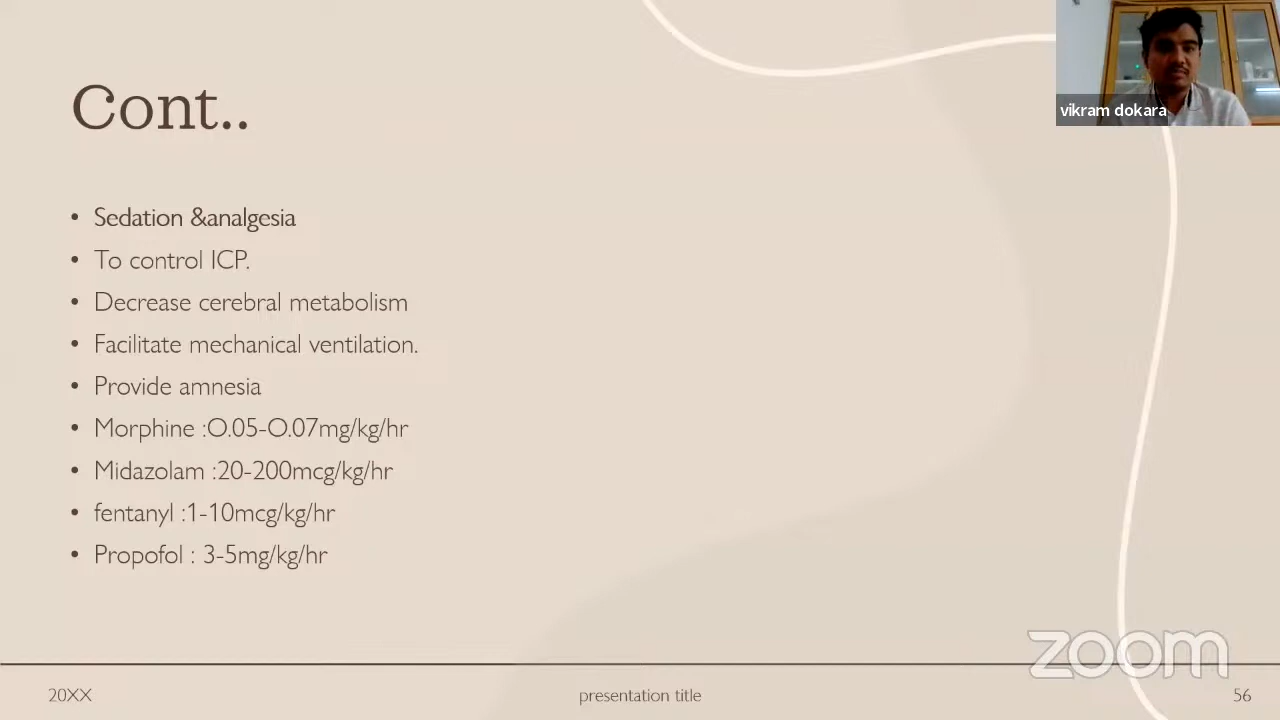 Cont..
vikram dokara
• Sedation &analgesia
• To control ICP.
• Decrease cerebral metabolism
• Facilitate mechanical ventilation.
• Provide amnesia
• Morphine :O.05-O.07mg/kg/hr
• Midazolam :20-200mcg/kg/hr
• fentanyl :1-10mcg/kg/hr
• Propofol : 3-5mg/kg/hr
zoom
20XX
presentation title
56